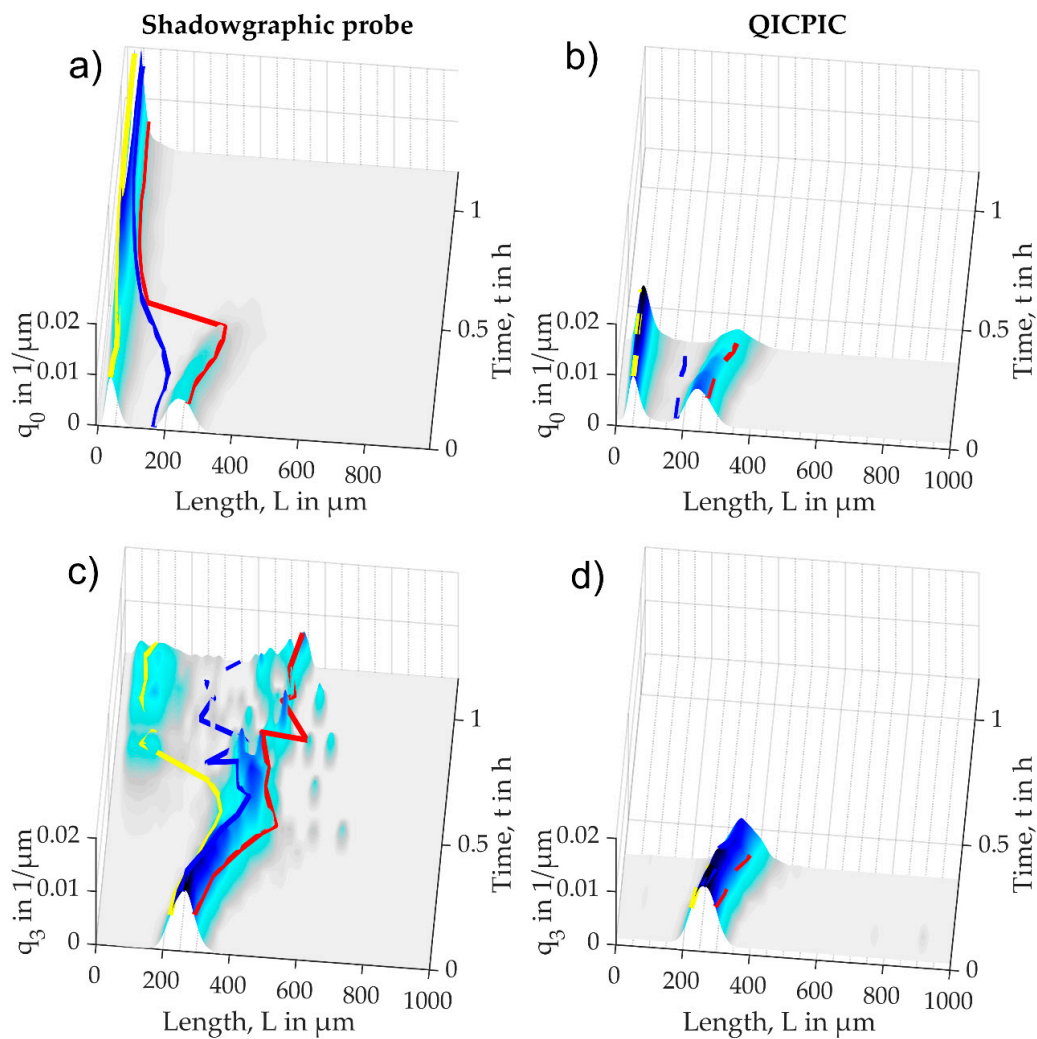 Shadowgraphic probe
QICPIC
a)
b)
1
0.5
0
Time, t in h
0.02
0.01
0
q0 in 1/μm
0
200
400
600
800
Length, L in μm
1
0.5
0
Time, t in h
0.02
0.01
0
q0 in 1/μm
0
200
400
600
800
1000
Length, L in μm
c)
d)
1
0.5
0
Time, t in h
0.02
0.01
0
q3 in 1/μm
0
200
400
600
800
1000
Length, L in μm
1
0.5
0
Time, t in h
0.02
0.01
0
q3 in 1/μm
0
200
400
600
800
1000
Length, L in μm